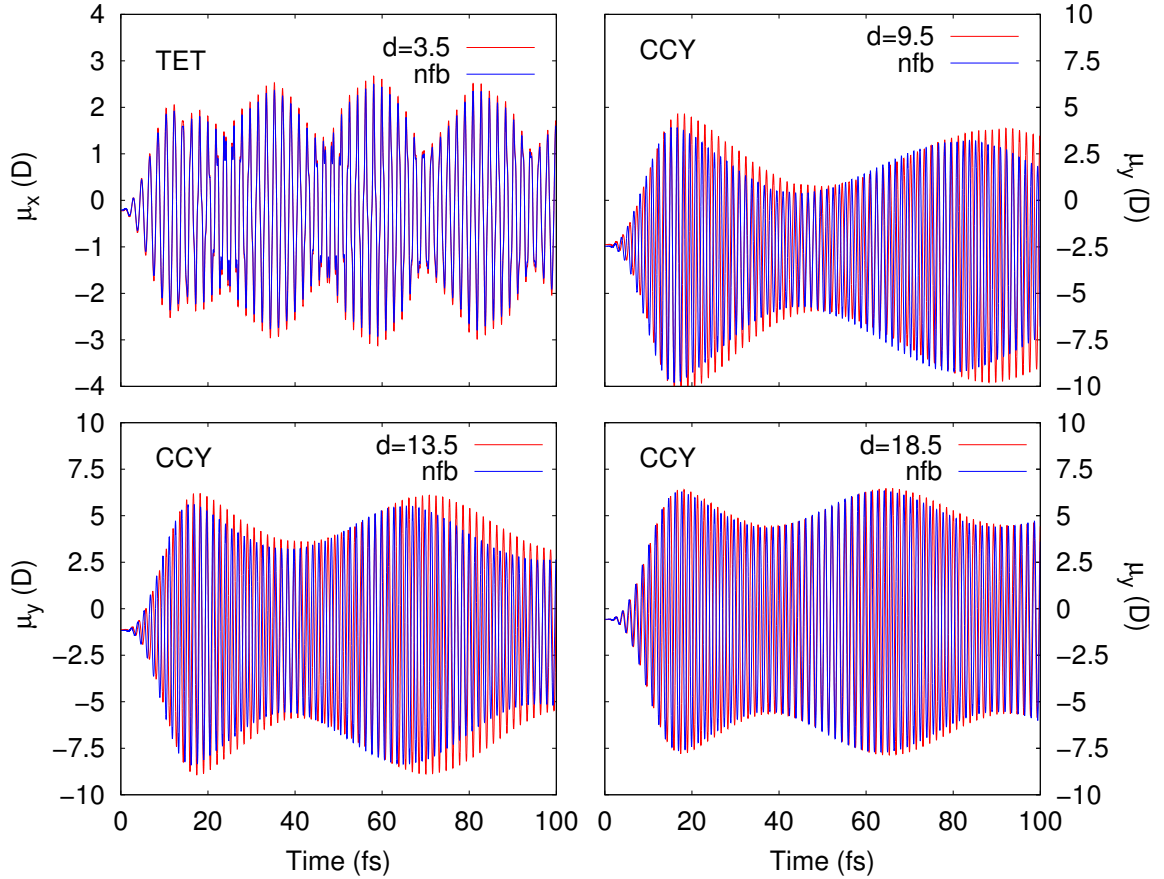 4
3
2
1
0
−1
−2
−3
−4
μx (D)
TET
d=3.5
nfb
10
7.5
5
2.5
0
−2.5
−5
−7.5
−10
μy (D)
CCY
d=9.5
nfb
10
7.5
5
2.5
0
−2.5
−5
−7.5
−10
μy (D)
CCY
d=13.5
nfb
0 20 40 60 80 100
Time (fs)
10
7.5
5
2.5
0
−2.5
−5
−7.5
−10
μy (D)
CCY
d=18.5
nfb
0 20 40 60 80 100
Time (fs)